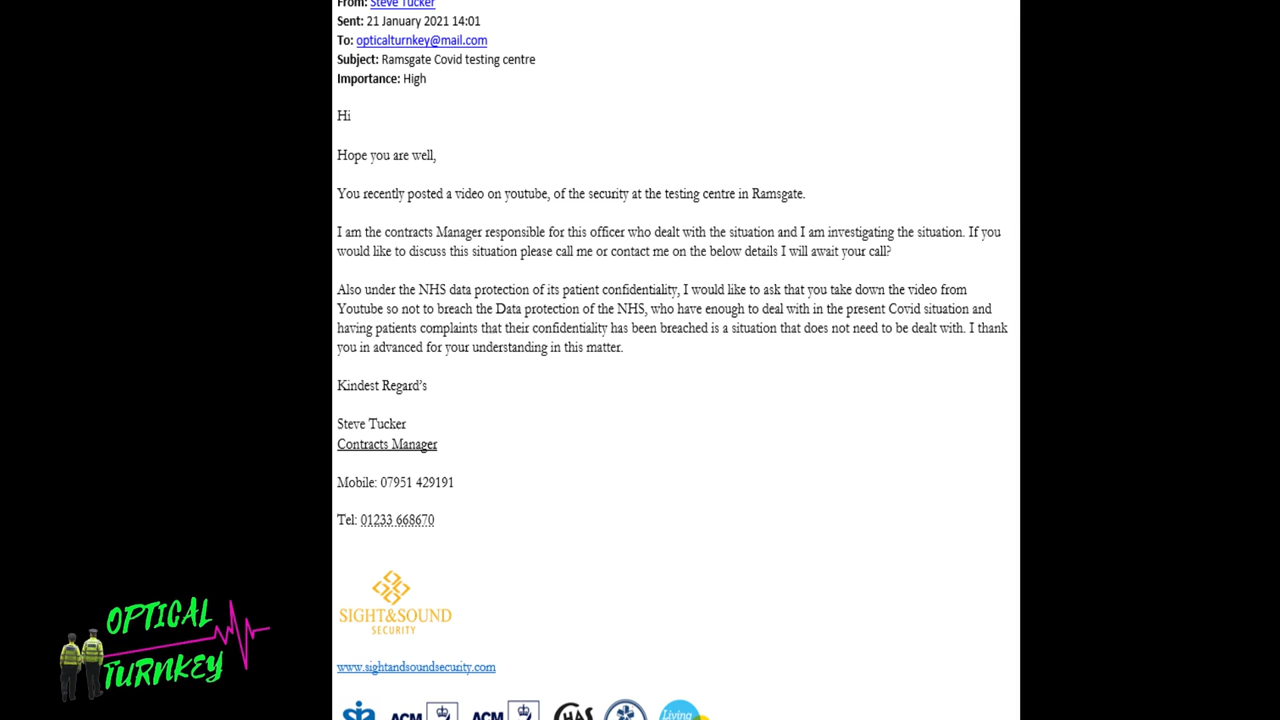 From: Steve Tucker
Sent: 21 January 2021 14:01
To: opticalturnkey@mail.com
Subject: Ramsgate Covid testing centre
Importance: High
Hi
Hope you are well,
You recently posted a video on youtube, of the security at the testing centre in Ramsgate.
I am the contracts Manager responsible for this officer who dealt with the situation and I am investigating the situation. If you
would like to discuss this situation please call me or contact me on the below details I will await your call?
Also under the NHS data protection of its patient confidentiality, I would like to ask that you take down the video from
Youtube so not to breach the Data protection of the NHS, who have enough to deal with in the present Covid situation and
having patients complaints that their confidentiality has been breached is a situation that does not need to be dealt with. I thank
you in advanced for your understanding in this matter.
Kindest Regard's
Steve Tucker
Contracts Manager
Mobile: 07951 429191
Tel: 01233 668670
SIGHT&SOUND
SECURITY
www.sightandsoundsecurity.com
OPTICAL
TURNKEY
sia ACM ACM CHAS Living